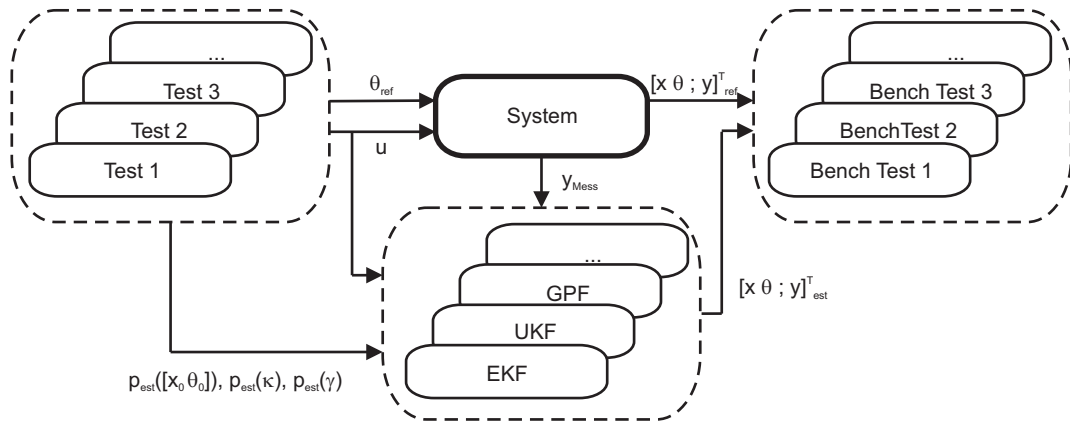 ...
Test 3
Test 2
Test 1
θref
u
System
[x θ ; y]ᵀref
yMess
...
Bench Test 3
BenchTest 2
Bench Test 1
...
GPF
UKF
EKF
[x θ ; y]ᵀest
pest([x₀ θ₀]), pest(κ), pest(γ)